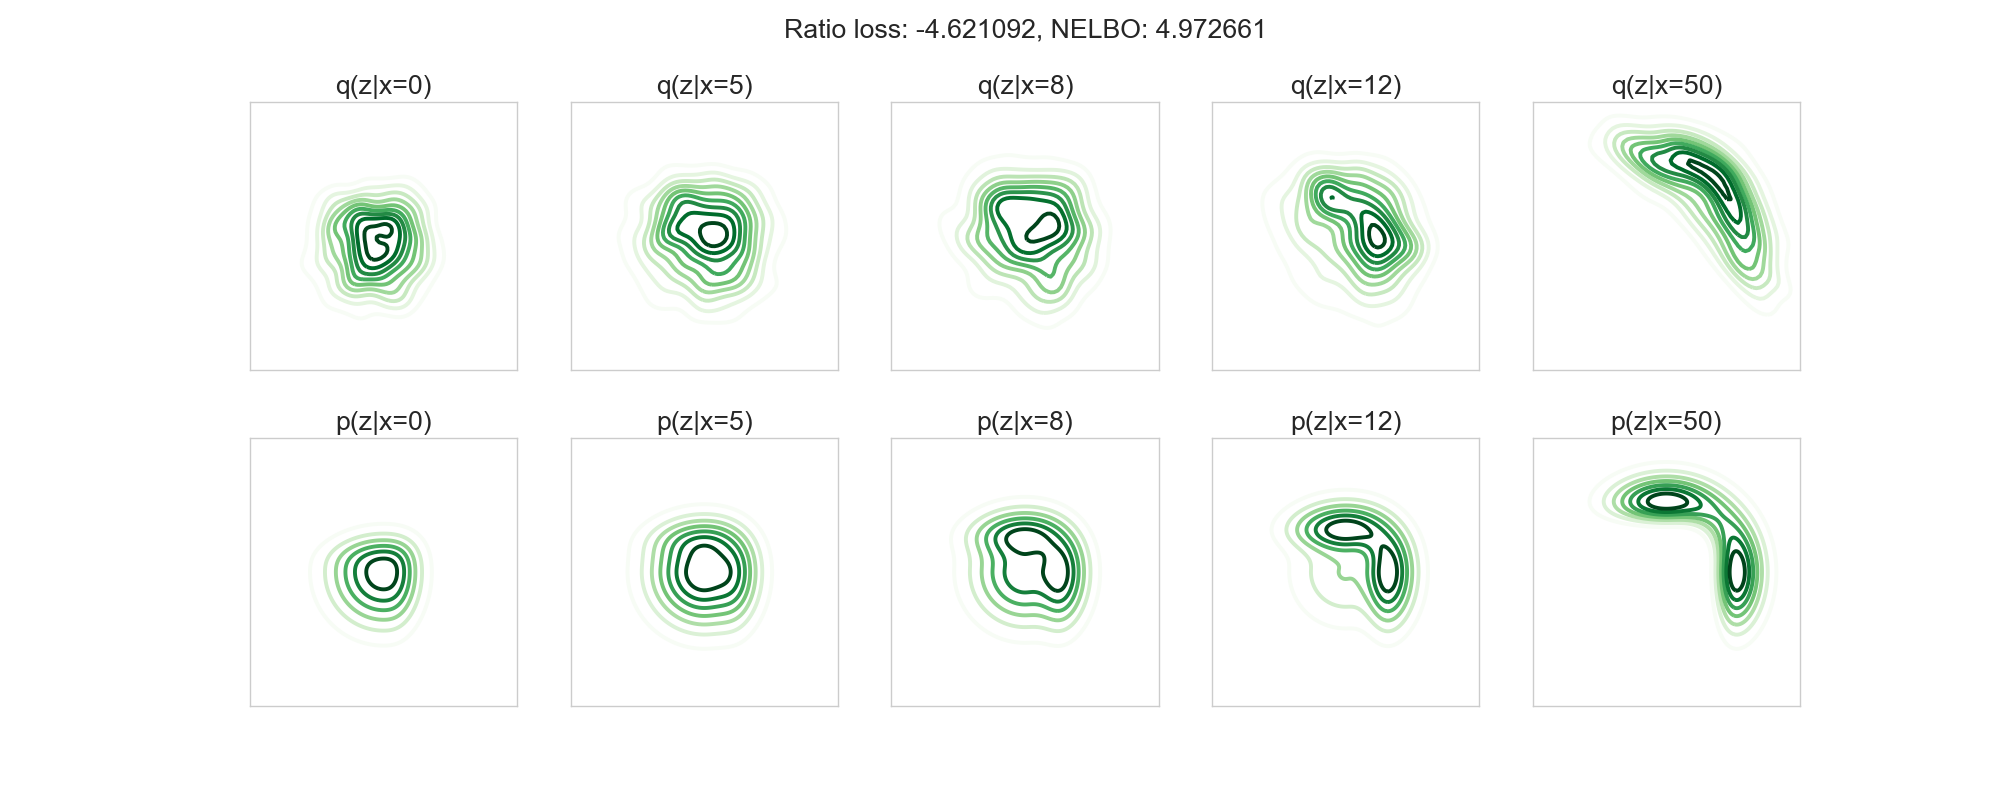 Ratio loss: -4.621092, NELBO: 4.972661
q(z|x=0) q(z|x=5) q(z|x=8) q(z|x=12) q(z|x=50)
p(z|x=0) p(z|x=5) p(z|x=8) p(z|x=12) p(z|x=50)